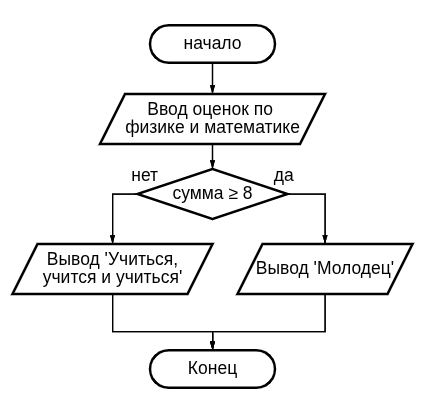 начало
Ввод оценок по
физике и математике
нет
да
сумма ≥ 8
Вывод 'Учиться,
учится и учиться'
Вывод 'Молодец'
Конец